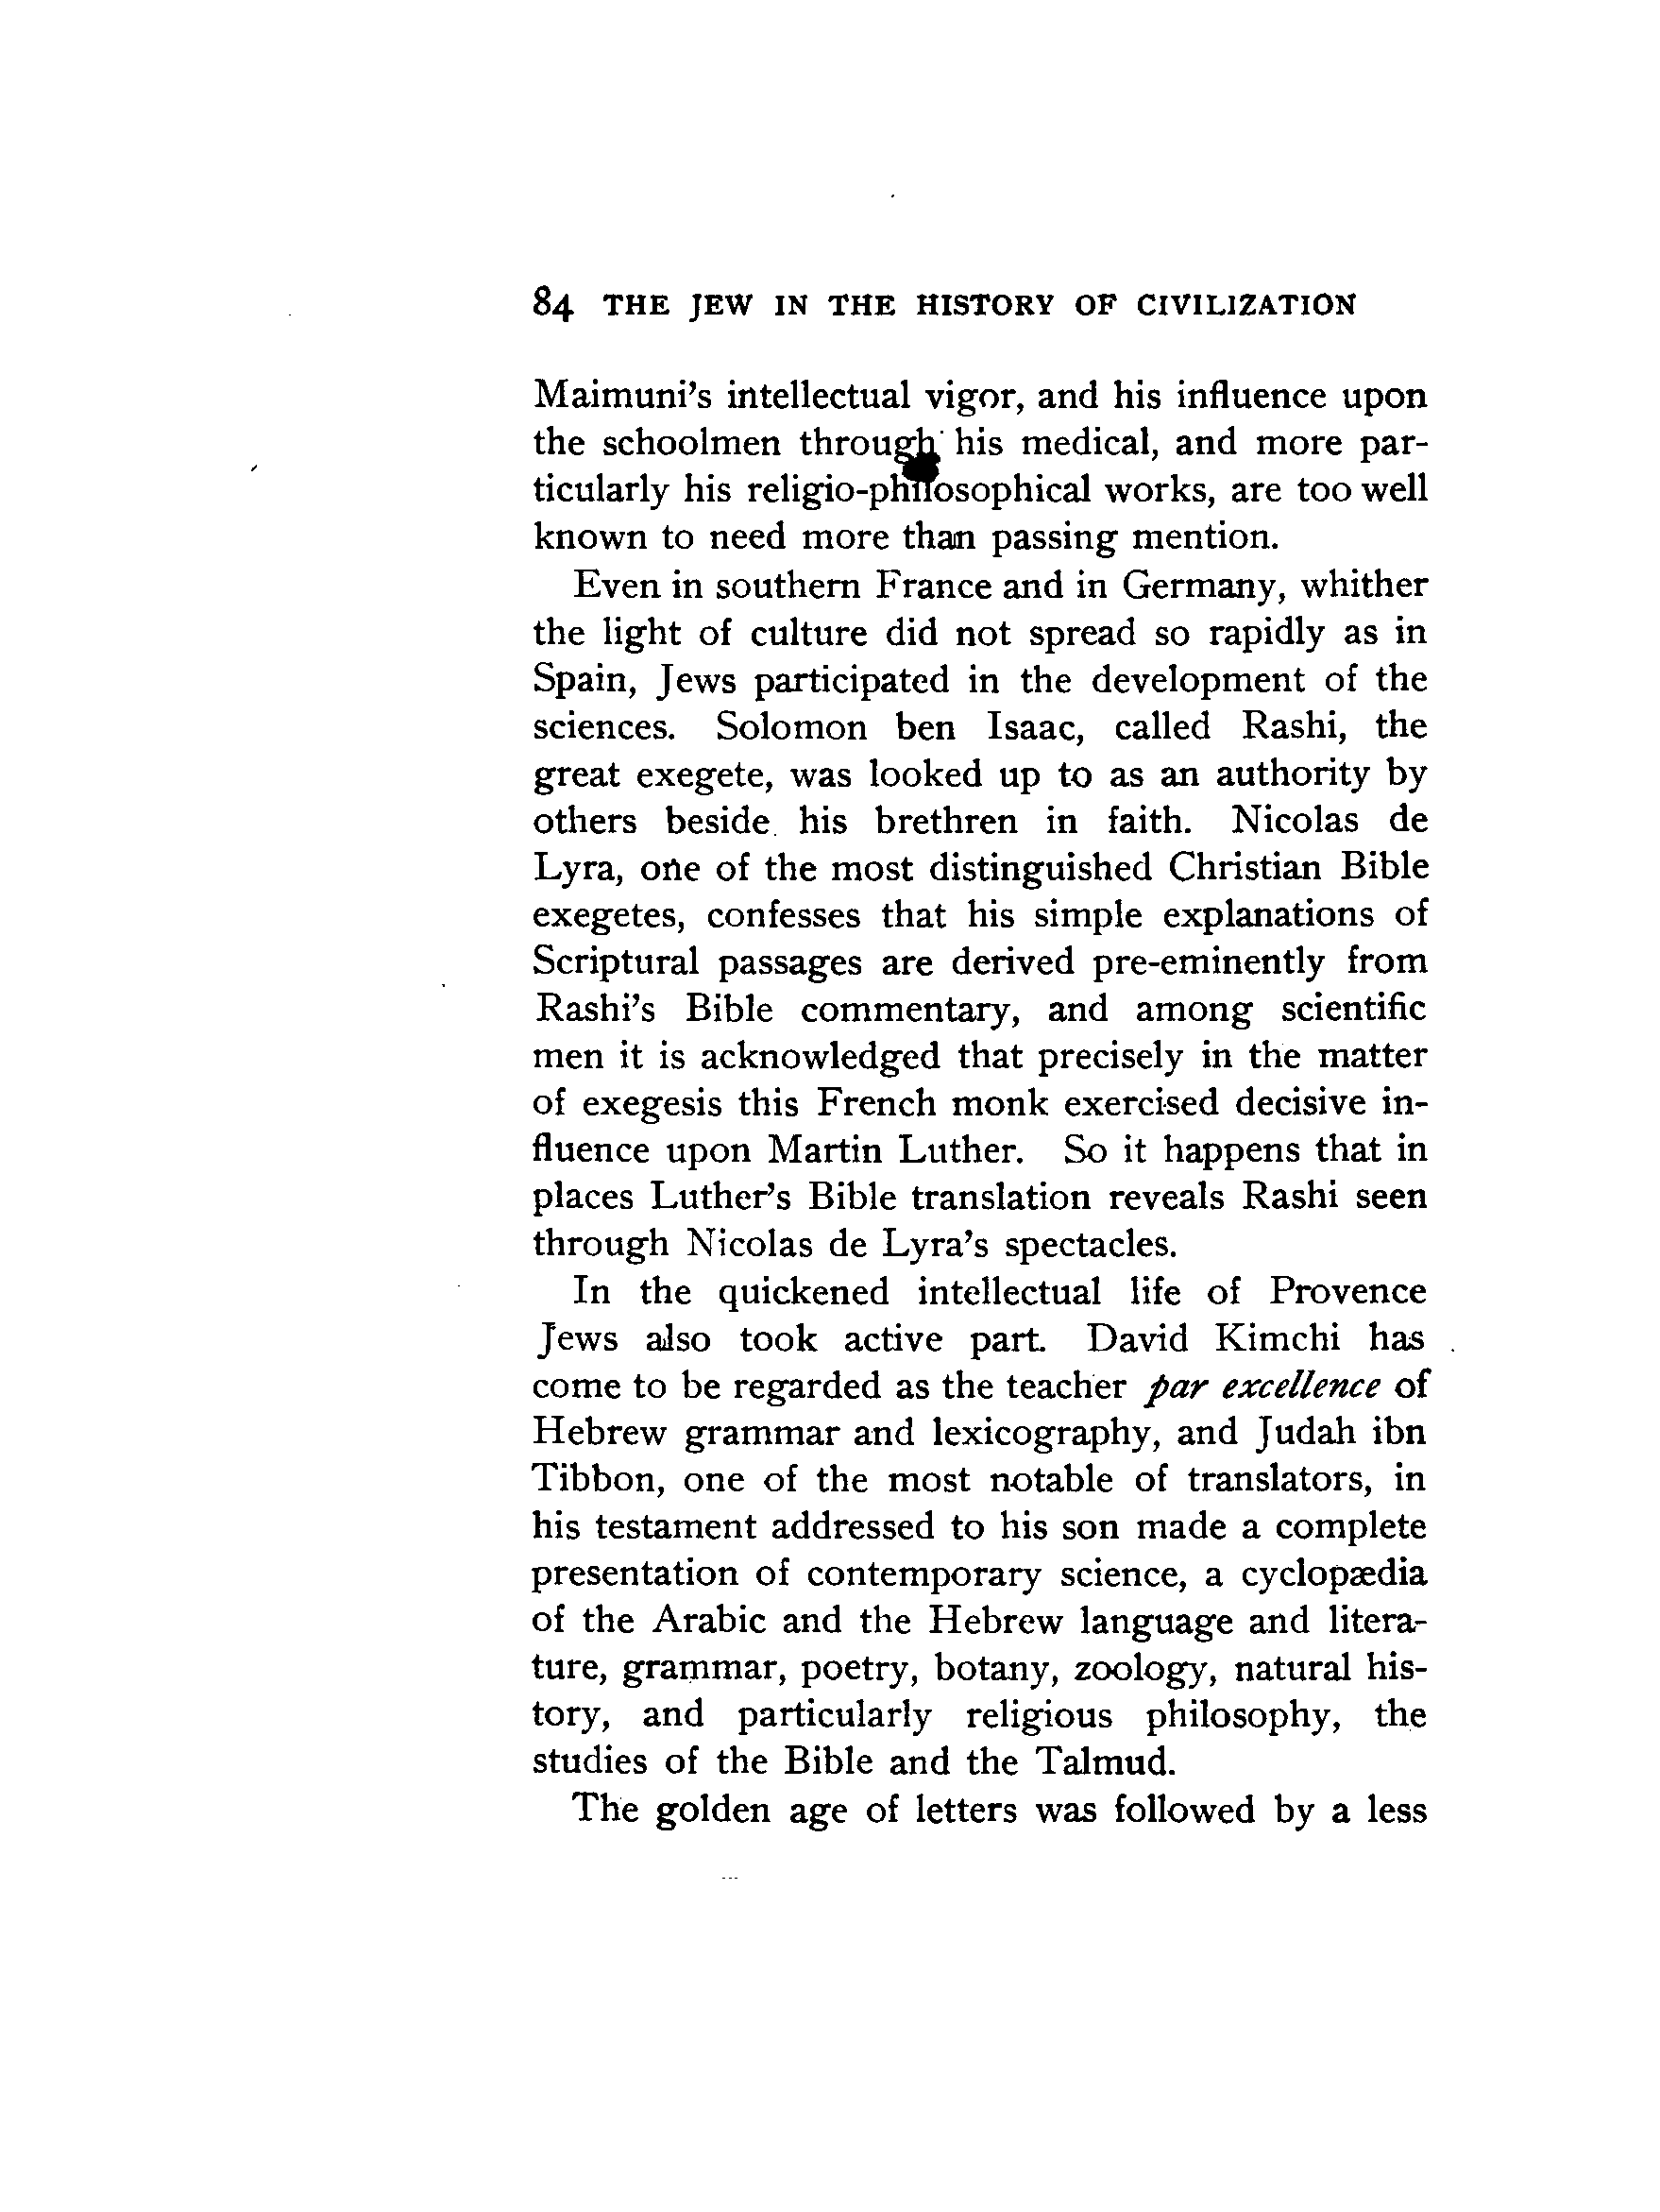 84 THE JEW IN THE HISTORY OF CIVILIZATION
Maimuni's intellectual vigor, and his influence upon
the schoolmen through his medical, and more par-
ticularly his religio-philosophical works, are too well
known to need more than passing mention.
Even in southern France and in Germany, whither
the light of culture did not spread so rapidly as in
Spain, Jews participated in the development of the
sciences. Solomon ben Isaac, called Rashi, the
great exegete, was looked up to as an authority by
others beside his brethren in faith. Nicolas de
Lyra, one of the most distinguished Christian Bible
exegetes, confesses that his simple explanations of
Scriptural passages are derived pre-eminently from
Rashi's Bible commentary, and among scientific
men it is acknowledged that precisely in the matter
of exegesis this French monk exercised decisive in-
fluence upon Martin Luther. So it happens that in
places Luther's Bible translation reveals Rashi seen
through Nicolas de Lyra's spectacles.
In the quickened intellectual life of Provence
Jews also took active part. David Kimchi has
come to be regarded as the teacher par excellence of
Hebrew grammar and lexicography, and Judah ibn
Tibbon, one of the most notable of translators, in
his testament addressed to his son made a complete
presentation of contemporary science, a cyclopædia
of the Arabic and the Hebrew language and litera-
ture, grammar, poetry, botany, zoology, natural his-
tory, and particularly religious philosophy, the
studies of the Bible and the Talmud.
The golden age of letters was followed by a less